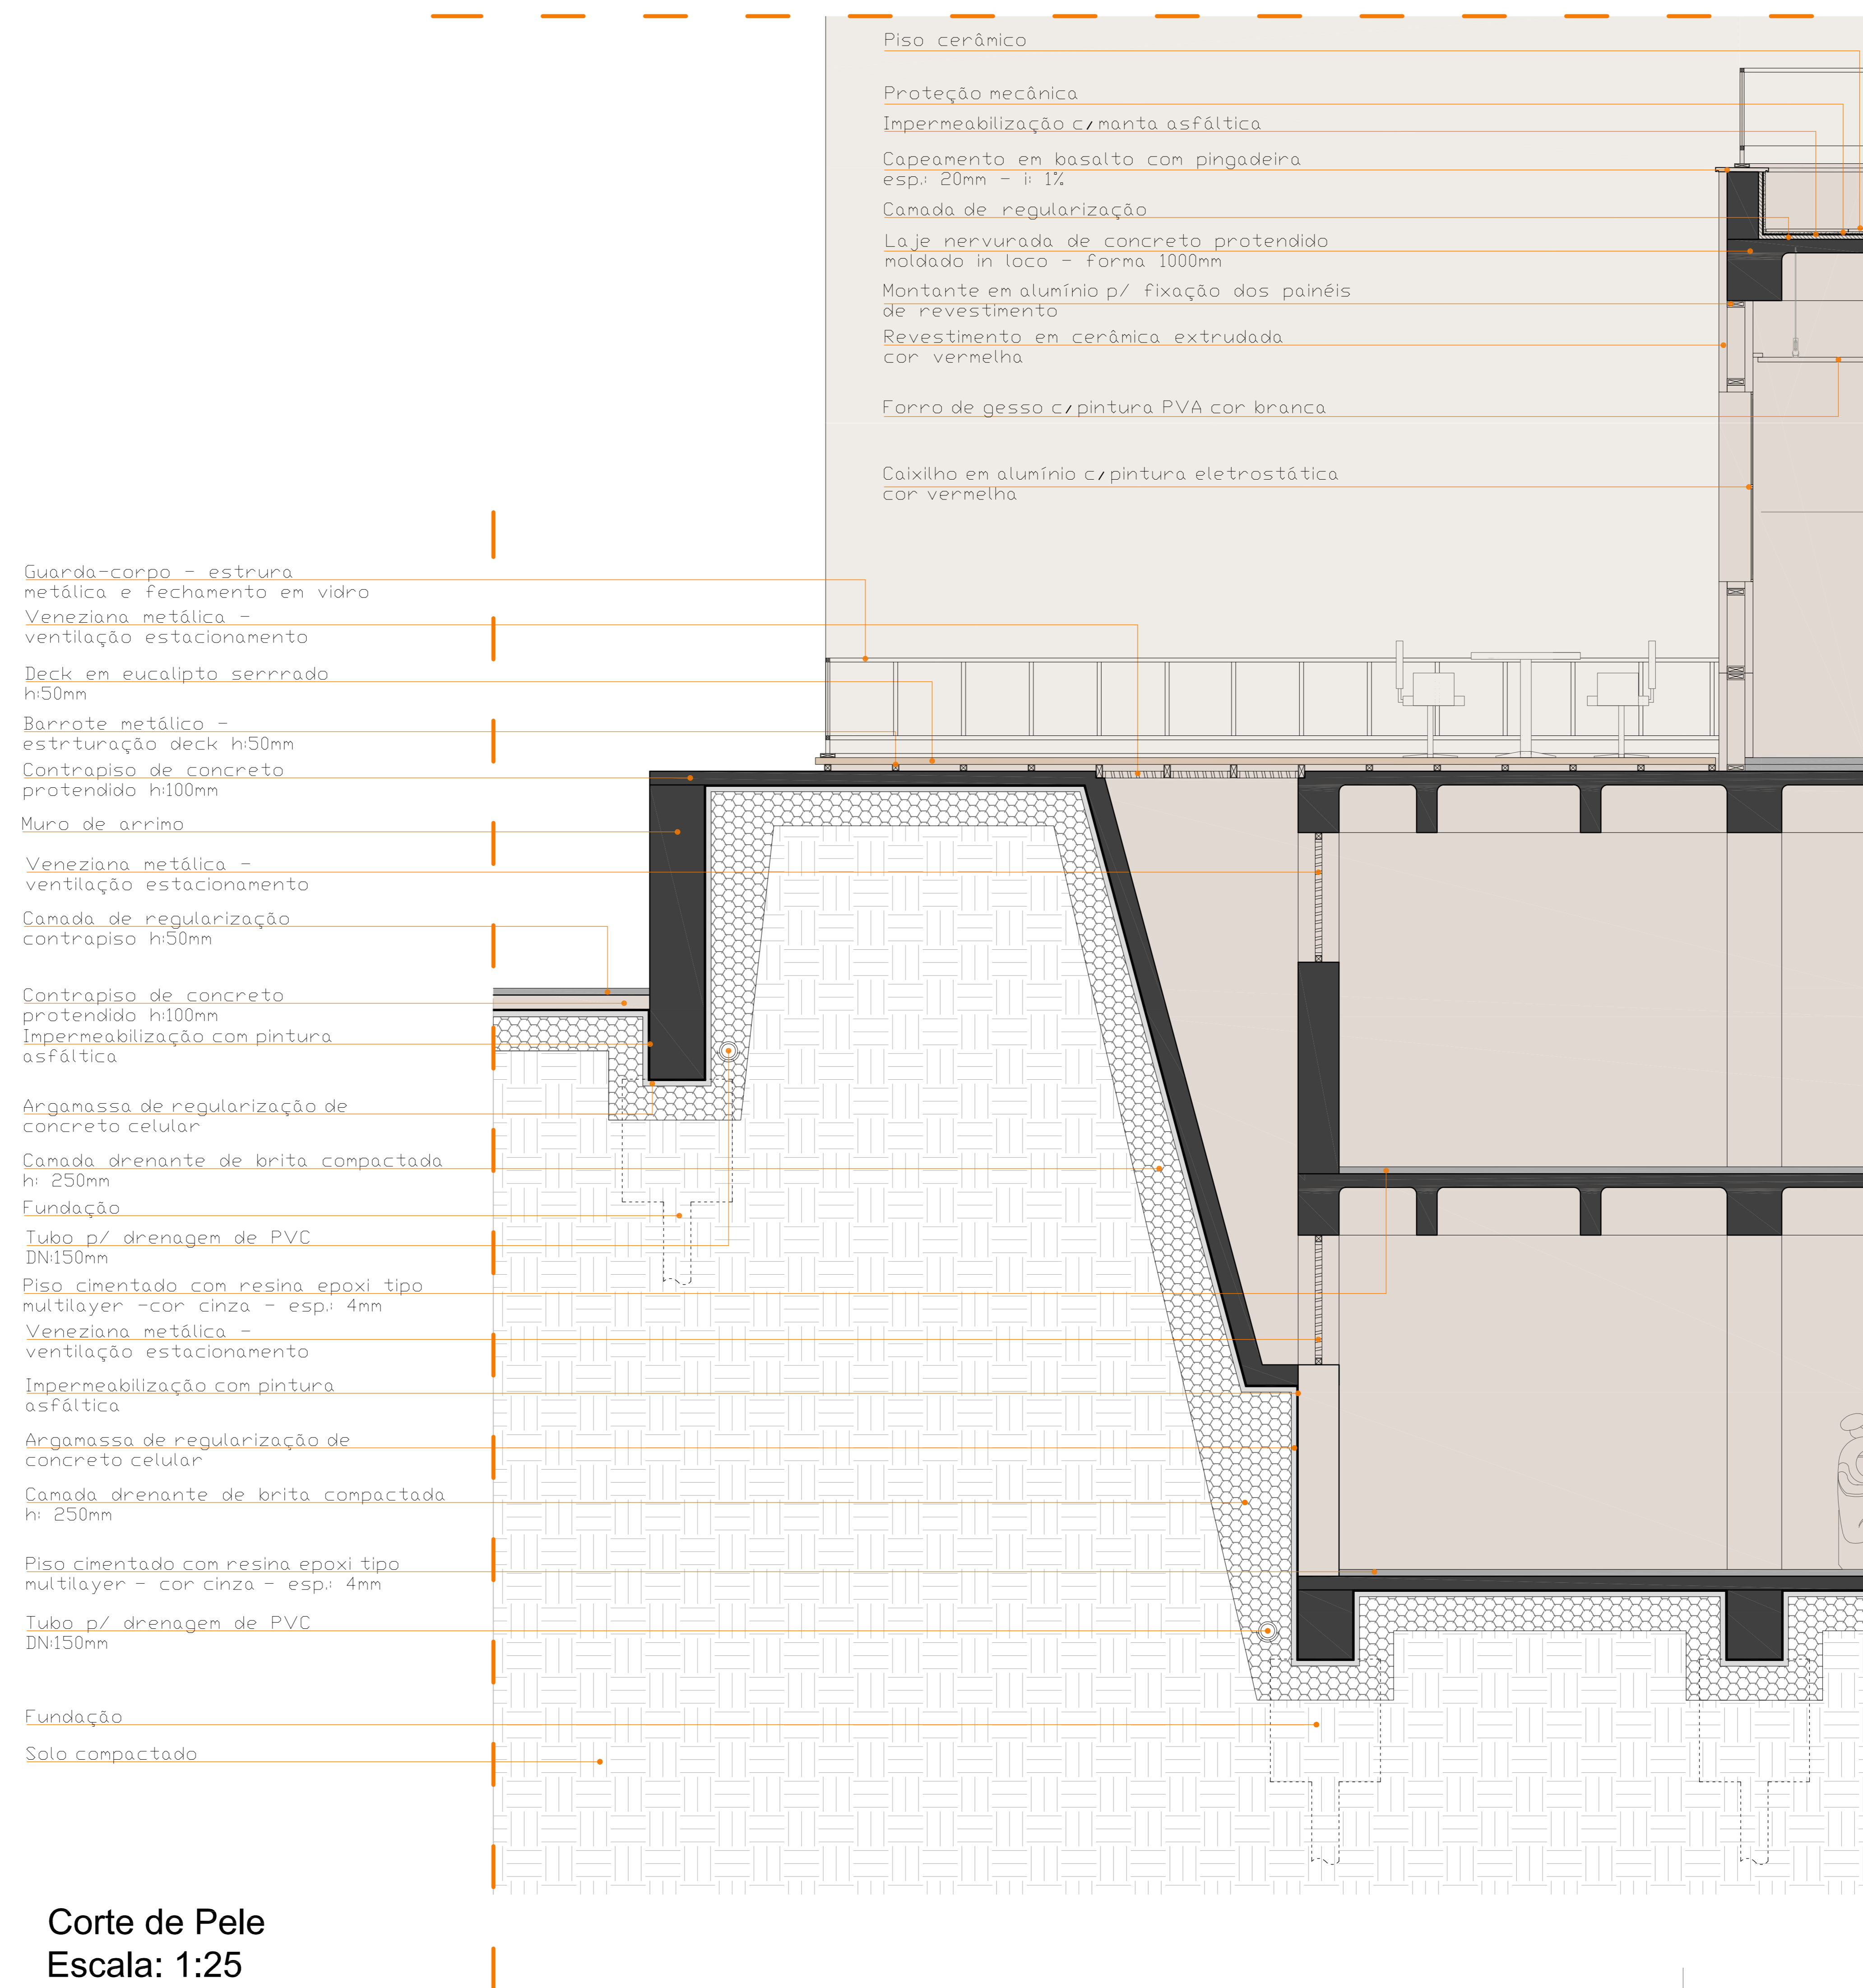 Piso cerâmico
Proteção mecânica
Impermeabilização c/manta asfáltica
Capeamento em basalto com pingadeira
esp.: 20mm - i: 1%
Camada de regularização
Laje nervurada de concreto protendido
moldado in loco - forma 1000mm
Montante em alumínio p/ fixação dos painéis
de revestimento
Revestimento em cerâmica extrudada
cor vermelha
Forro de gesso c/pintura PVA cor branca
Caixilho em alumínio c/pintura eletrostática
cor vermelha
Guarda-corpo - estrura
metálica e fechamento em vidro
Veneziana metálica -
ventilação estacionamento
Deck em eucalipto serrrado
h:50mm
Barrote metálico -
estrturação deck h:50mm
Contrapiso de concreto
protendido h:100mm
Muro de arrimo
Veneziana metálica -
ventilação estacionamento
Camada de regularização
contrapiso h:50mm
Contrapiso de concreto
protendido h:100mm
Impermeabilização com pintura
asfáltica
Argamassa de regularização de
concreto celular
Camada drenante de brita compactada
h: 250mm
Fundação
Tubo p/ drenagem de PVC
DN:150mm
Piso cimentado com resina epoxi tipo
multilayer -cor cinza - esp.: 4mm
Veneziana metálica -
ventilação estacionamento
Impermeabilização com pintura
asfáltica
Argamassa de regularização de
concreto celular
Camada drenante de brita compactada
h: 250mm
Piso cimentado com resina epoxi tipo
multilayer - cor cinza - esp.: 4mm
Tubo p/ drenagem de PVC
DN:150mm
Fundação
Solo compactado
Corte de Pele
Escala: 1:25